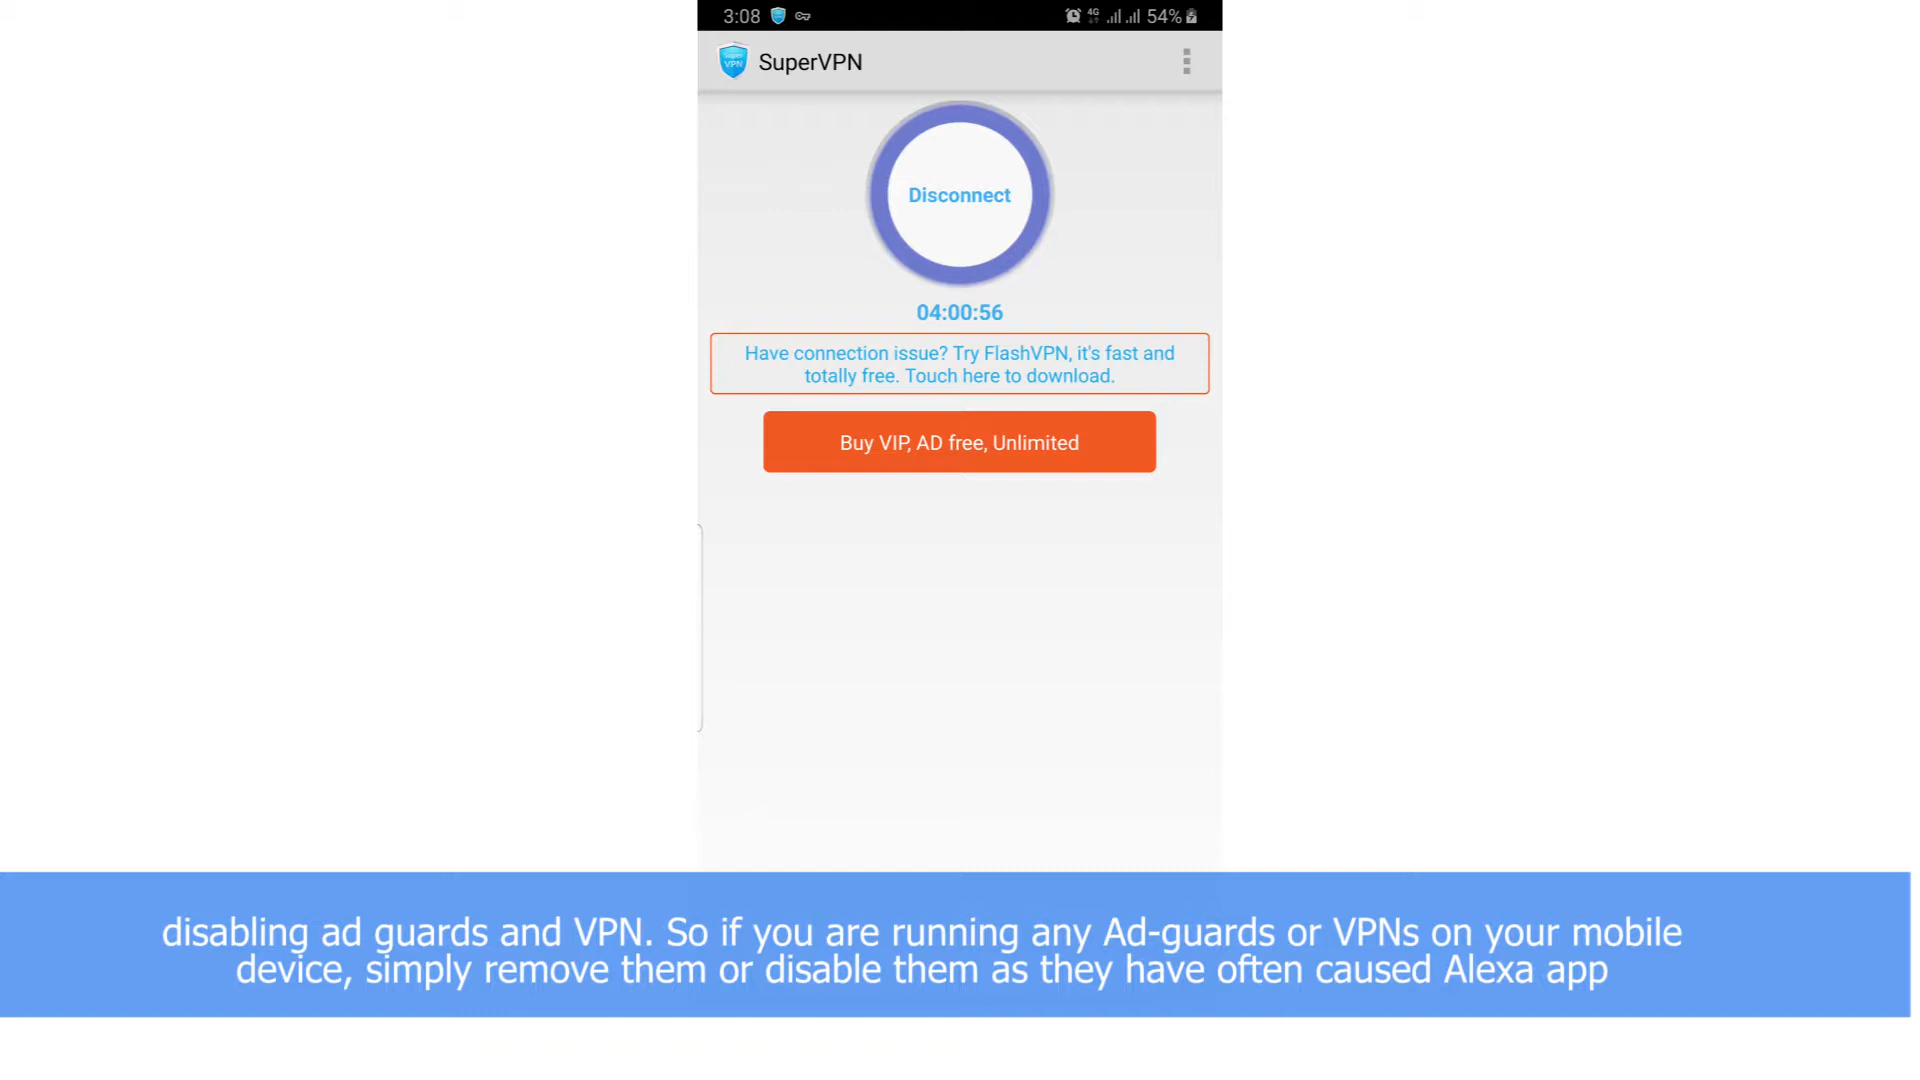 3:08
4G
54%
Super
VPN
SuperVPN
Disconnect
04:00:56
Have connection issue? Try FlashVPN, it's fast and
totally free. Touch here to download.
Buy VIP, AD free, Unlimited
disabling ad guards and VPN. So if you are running any Ad-guards or VPNs on your mobile
device, simply remove them or disable them as they have often caused Alexa app